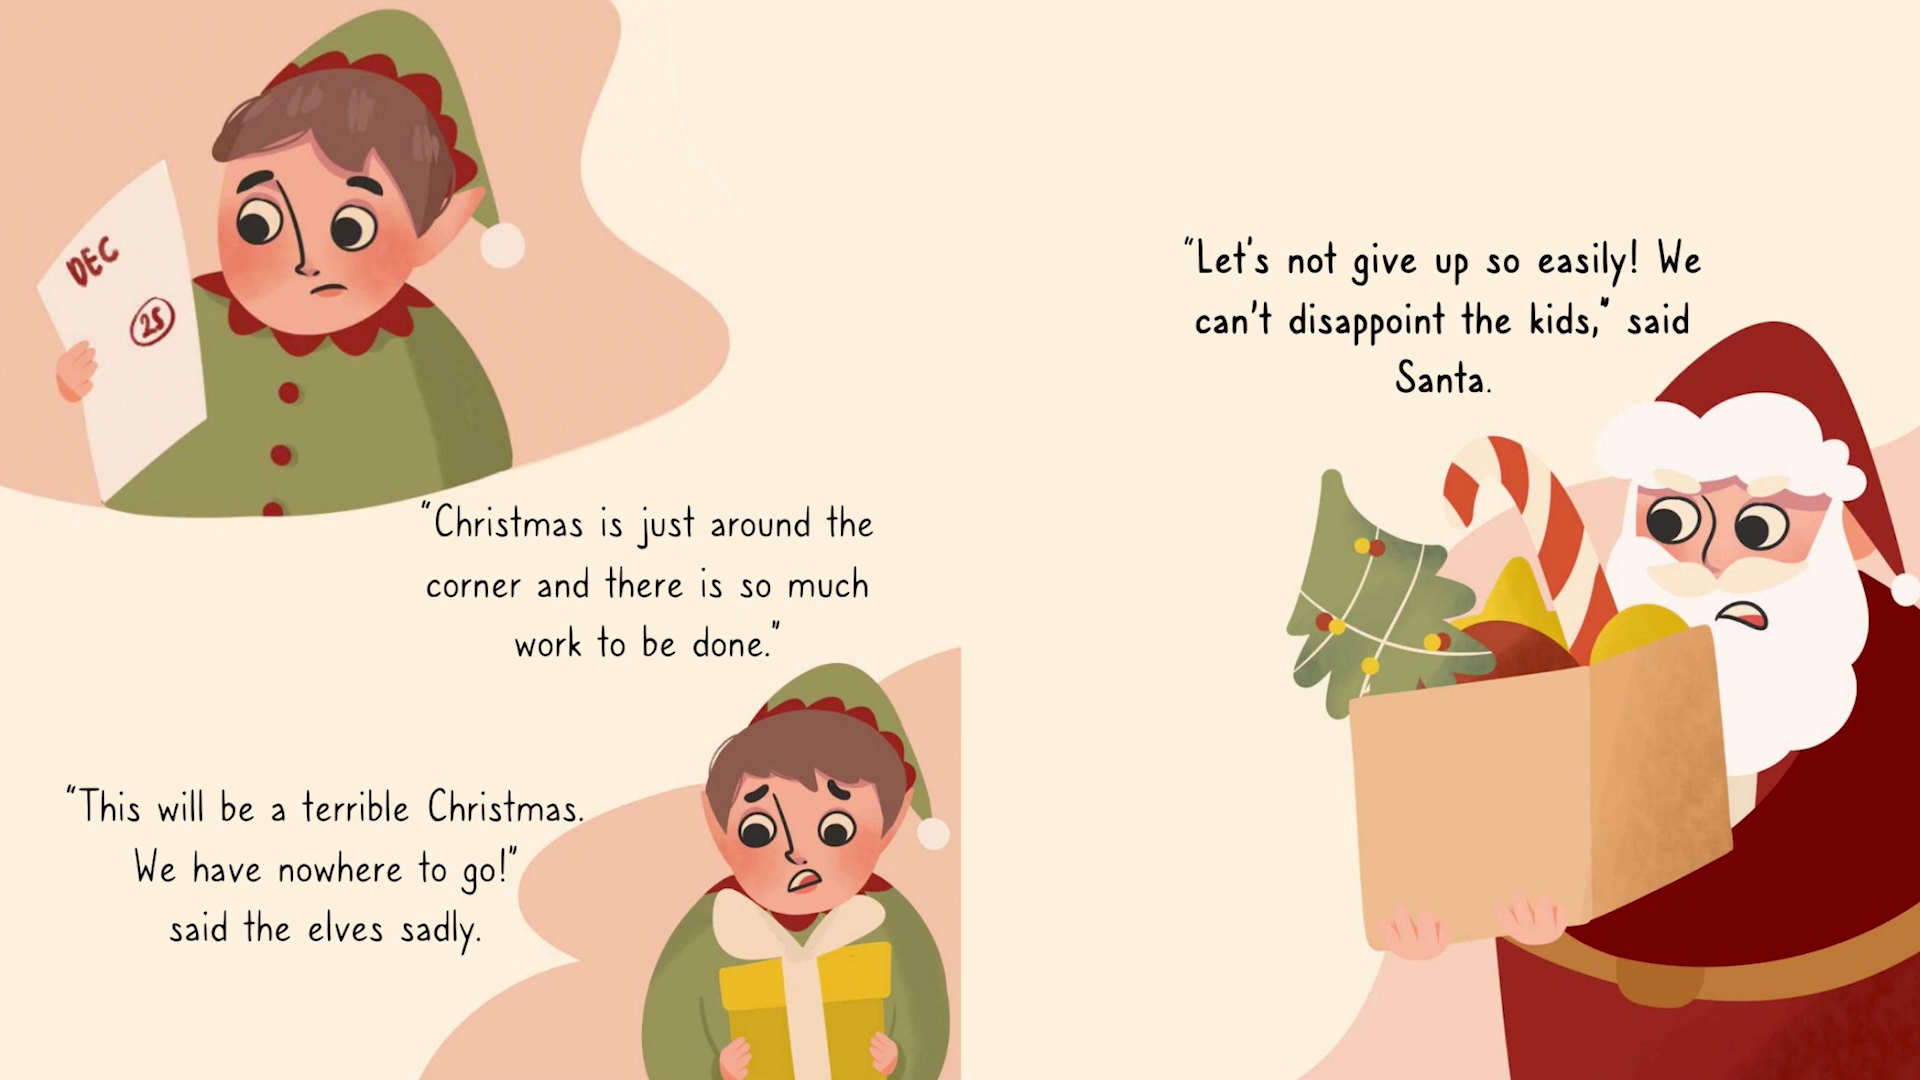 DEC
25
"Christmas is just around the
corner and there is so much
work to be done."
"This will be a terrible Christmas.
We have nowhere to go!"
said the elves sadly.
"Let's not give up so easily! We
can't disappoint the kids," said
Santa.